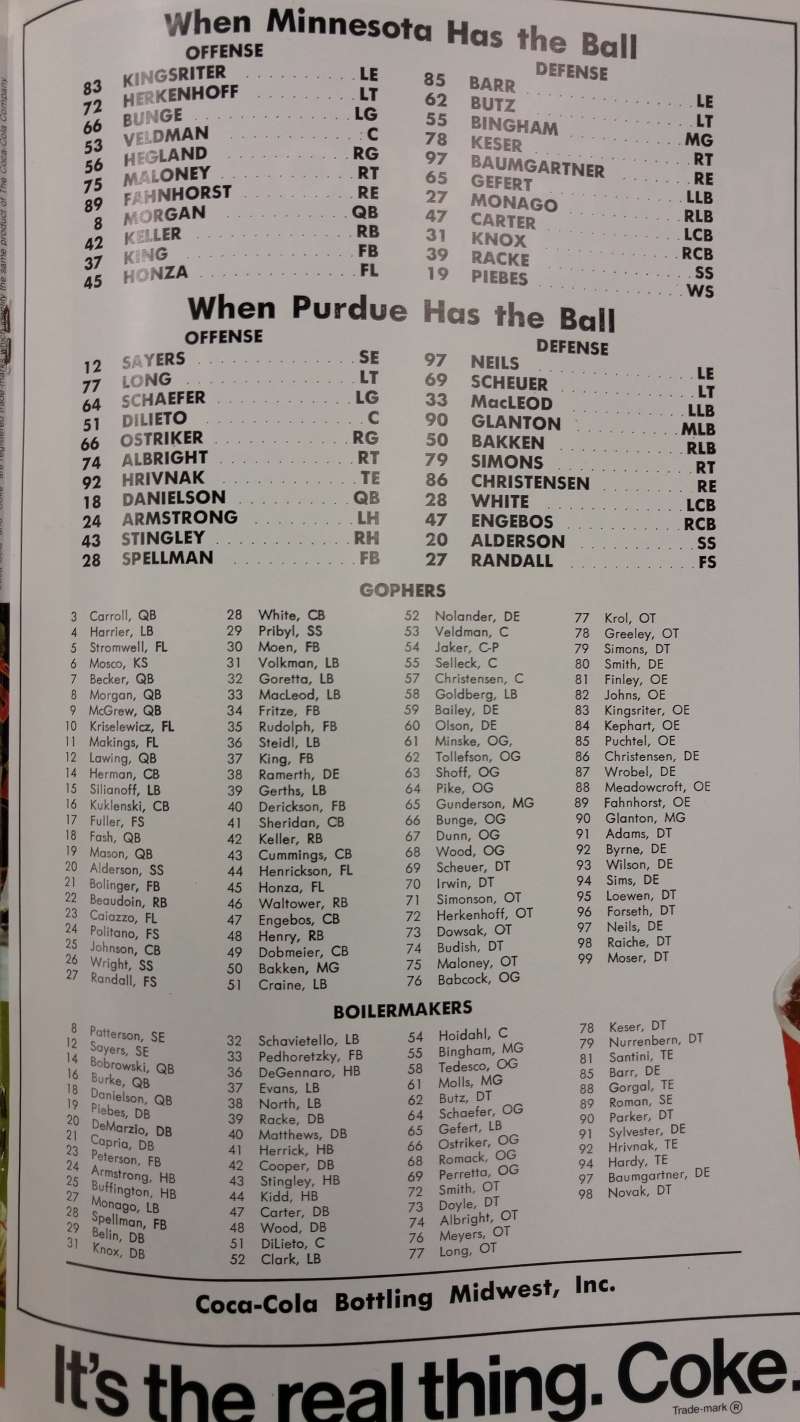 When Minnesota Has the Ball
OFFENSE
83 KINGSRITER LE
72 HERKENHOFF LT
66 BUNGE LG
53 VELDMAN C
56 HEGLAND RG
75 MALONEY RT
89 FAHNHORST RE
8 MORGAN QB
42 KELLER RB
37 KING FB
45 HONZA FL
DEFENSE
85 BARR LE
62 BUTZ LT
55 BINGHAM MG
78 KESER RT
97 BAUMGARTNER RE
65 GEFERT LLB
27 MONAGO RLB
47 CARTER LCB
31 KNOX RCB
39 RACKE SS
19 PIEBES WS
When Purdue Has the Ball
OFFENSE
12 SAYERS SE
77 LONG LT
64 SCHAEFER LG
51 DILIETO C
66 OSTRIKER RG
74 ALBRIGHT RT
92 HRIVNAK TE
18 DANIELSON QB
24 ARMSTRONG LH
43 STINGLEY RH
28 SPELLMAN FB
DEFENSE
97 NEILS LE
69 SCHEUER LT
33 MacLEOD LLB
90 GLANTON MLB
50 BAKKEN RLB
79 SIMONS RT
86 CHRISTENSEN RE
28 WHITE LCB
47 ENGEBOS RCB
20 ALDERSON SS
27 RANDALL FS
GOPHERS
3 Carroll, QB
4 Harrier, LB
5 Stromwell, FL
6 Mosco, KS
7 Becker, QB
8 Morgan, QB
9 McGrew, QB
10 Kriselewicz, FL
11 Makings, FL
12 Lawing, QB
14 Herman, CB
15 Silianoff, LB
16 Kuklenski, CB
17 Fuller, FS
18 Fash, QB
19 Mason, QB
20 Alderson, SS
21 Bolinger, FB
22 Beaudoin, RB
23 Caiazzo, FL
24 Politano, FS
25 Johnson, CB
26 Wright, SS
27 Randall, FS
28 White, CB
29 Pribyl, SS
30 Moen, FB
31 Volkman, LB
32 Goretta, LB
33 MacLeod, LB
34 Fritze, FB
35 Rudolph, FB
36 Steidl, LB
37 King, FB
38 Ramerth, DE
39 Gerths, LB
40 Derickson, FB
41 Sheridan, CB
42 Keller, RB
43 Cummings, CB
44 Henrickson, FL
45 Honza, FL
46 Waltower, RB
47 Engebos, CB
48 Henry, RB
49 Dobmeier, CB
50 Bakken, MG
51 Craine, LB
52 Nolander, DE
53 Veldman, C
54 Jaker, C-P
55 Selleck, C
57 Christensen, C
58 Goldberg, LB
59 Bailey, DE
60 Olson, DE
61 Minske, OG,
62 Tollefson, OG
63 Shoff, OG
64 Pike, OG
65 Gunderson, MG
66 Bunge, OG
67 Dunn, OG
68 Wood, OG
69 Scheuer, DT
70 Irwin, DT
71 Simonson, OT
72 Herkenhoff, OT
73 Dowsak, OT
74 Budish, DT
75 Maloney, OT
76 Babcock, OG
77 Krol, OT
78 Greeley, OT
79 Simons, DT
80 Smith, DE
81 Finley, OE
82 Johns, OE
83 Kingsriter, OE
84 Kephart, OE
85 Puchtel, OE
86 Christensen, DE
87 Wrobel, DE
88 Meadowcroft, OE
89 Fahnhorst, OE
90 Glanton, MG
91 Adams, DT
92 Byrne, DE
93 Wilson, DE
94 Sims, DE
95 Loewen, DT
96 Forseth, DT
97 Neils, DE
98 Raiche, DT
99 Moser, DT
BOILERMAKERS
8 Patterson, SE
12 Sayers, SE
14 Bobrowski, QB
16 Burke, QB
18 Danielson, QB
19 Piebes, DB
20 DeMarzio, DB
21 Capria, DB
23 Peterson, FB
24 Armstrong, HB
25 Buffington, HB
27 Monago, LB
28 Spellman, FB
29 Belin, DB
31 Knox, DB
32 Schavietello, LB
33 Pedhoretzky, FB
36 DeGennaro, HB
37 Evans, LB
38 North, LB
39 Racke, DB
40 Matthews, DB
41 Herrick, HB
42 Cooper, DB
43 Stingley, HB
44 Kidd, HB
47 Carter, DB
48 Wood, DB
51 DiLieto, C
52 Clark, LB
54 Hoidahl, C
55 Bingham, MG
58 Tedesco, OG
61 Molls, MG
62 Butz, DT
64 Schaefer, OG
65 Gefert, LB
66 Ostriker, OG
68 Romack, OG
69 Perretta, OG
72 Smith, OT
73 Doyle, DT
74 Albright, OT
76 Meyers, OT
77 Long, OT
78 Keser, DT
79 Nurrenbern, DT
81 Santini, TE
85 Barr, DE
88 Gorgal, TE
89 Roman, SE
90 Parker, DT
91 Sylvester, DE
92 Hrivnak, TE
94 Hardy, TE
97 Baumgartner, DE
98 Novak, DT
Coca-Cola Bottling Midwest, Inc.
It's the real thing. Coke.
Trade-mark ®